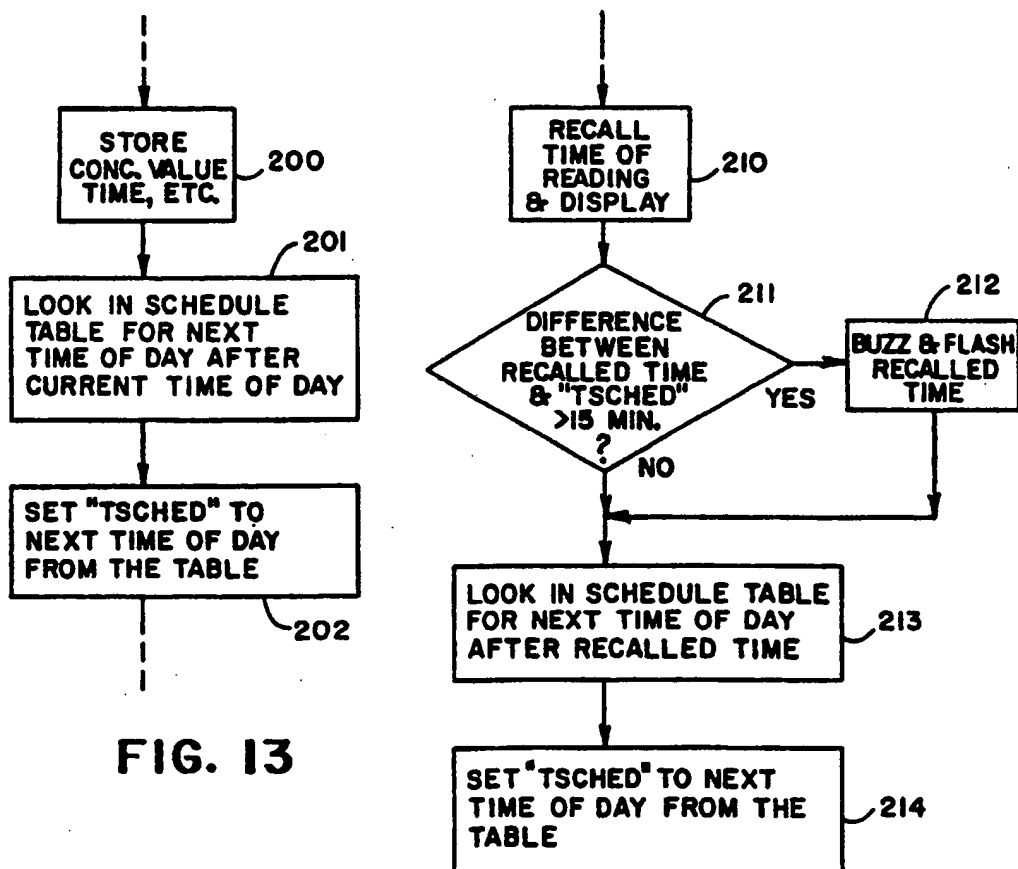 STORE
CONC. VALUE
TIME, ETC.
200
201
LOOK IN SCHEDULE
TABLE FOR NEXT
TIME OF DAY AFTER
CURRENT TIME OF DAY
SET "TSCHED" TO
NEXT TIME OF DAY
FROM THE TABLE
202
FIG. 13
RECALL
TIME OF
READING
& DISPLAY
210
211
DIFFERENCE
BETWEEN
RECALLED TIME
& "TSCHED"
>15 MIN.
?
YES
NO
212
BUZZ & FLASH
RECALLED
TIME
LOOK IN SCHEDULE TABLE
FOR NEXT TIME OF DAY
AFTER RECALLED TIME
213
SET "TSCHED" TO NEXT
TIME OF DAY FROM THE
TABLE
214